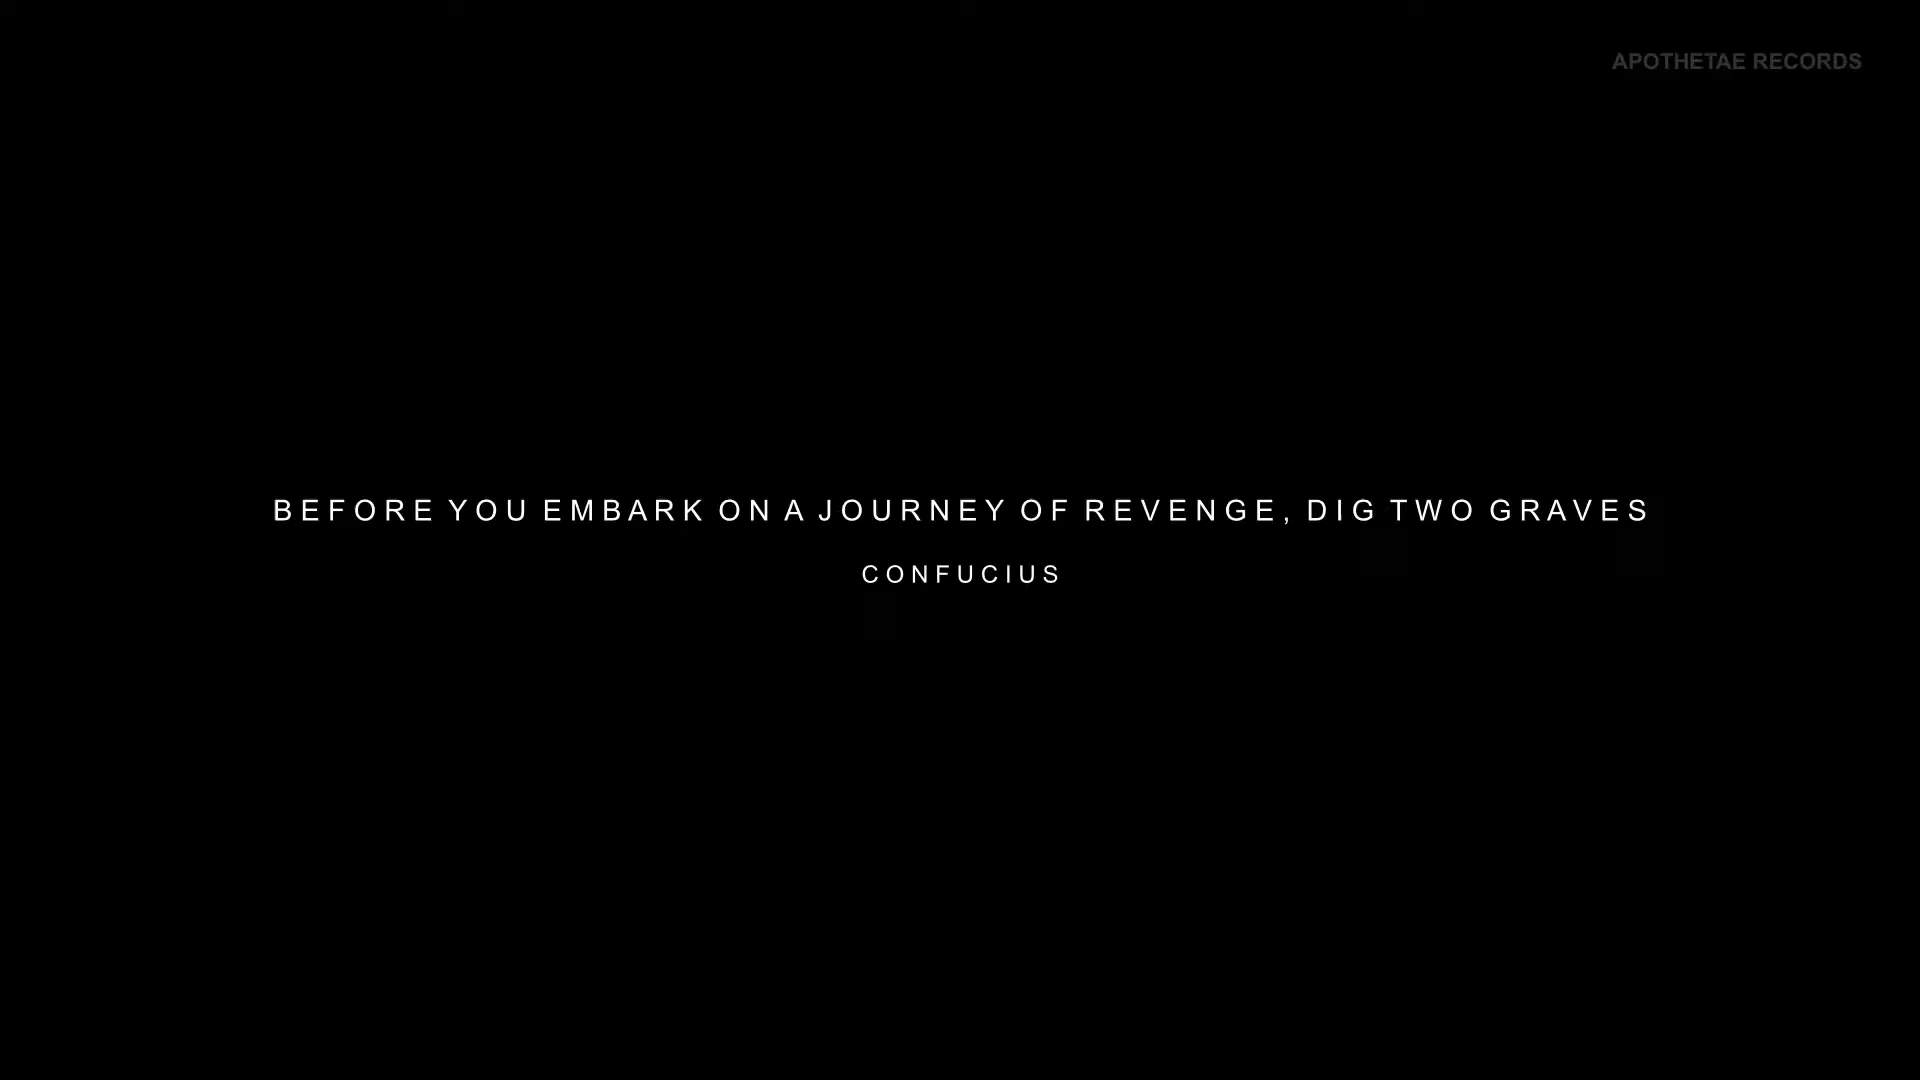 APOTHETAE RECORDS
BEFORE YOU EMBARK ON A JOURNEY OF REVENGE, DIG TWO GRAVES
CONFUCIUS